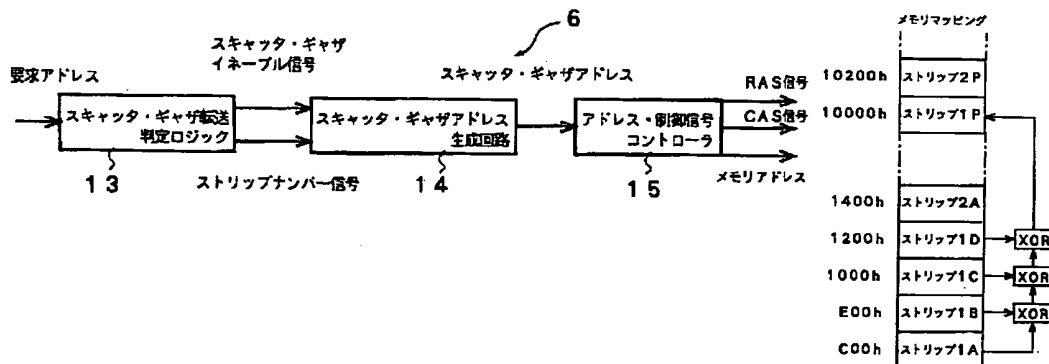 6
スキャッタ・ギャザ
イネーブル信号
要求アドレス
スキャッタ・ギャザ転送
判定ロジック
13
ストリップナンバー信号
スキャッタ・ギャザアドレス
生成回路
14
スキャッタ・ギャザアドレス
アドレス・制御信号
コントローラ
15
RAS信号
CAS信号
メモリアドレス
メモリマッピング
10200h ストリップ2P
10000h ストリップ1P
1400h ストリップ2A
1200h ストリップ1D XOR
1000h ストリップ1C XOR
E00h ストリップ1B XOR
C00h ストリップ1A